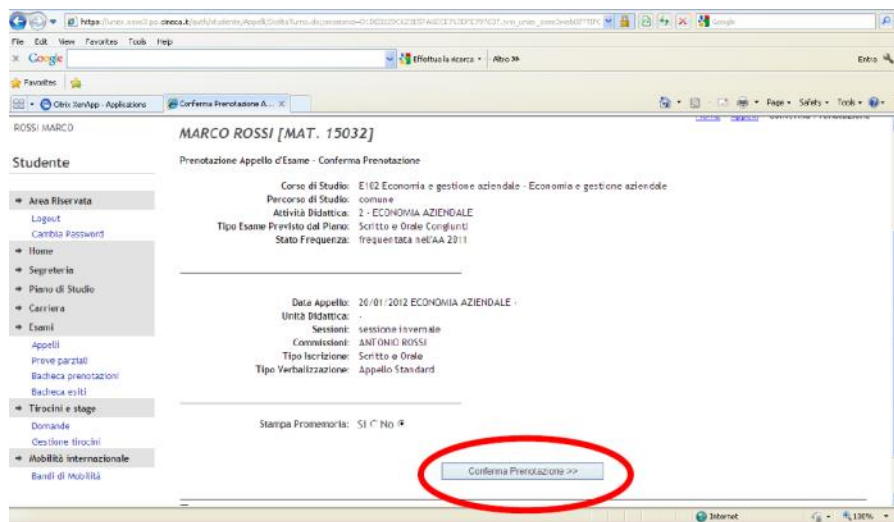 File Edit View Favorites Tools Help
Google
Effettua la ricerca
Altro »
Entra
Favorites
Citrix XenApp - Applications
Conferma Prenotazione A...
Page
Safety
Tools
ROSSI MARCO
Studente
Area Riservata
Logout
Cambia Password
Home
Segreteria
Piano di Studio
Carriera
Esami
Appelli
Prove parziali
Bacheca prenotazioni
Bacheca esiti
Tirocini e stage
Domande
Gestione tirocini
Mobilità internazionale
Bandi di Mobilità
MARCO ROSSI [MAT. 15032]
Prenotazione Appello d'Esame - Conferma Prenotazione
Corso di Studio: E102 Economia e gestione aziendale - Economia e gestione aziendale
Percorso di Studio: comune
Attività Didattica: 2 - ECONOMIA AZIENDALE
Tipo Esame Previsto dal Piano: Scritto e Orale Congiunti
Stato Frequenza: frequentata nell'AA 2011
Data Appello: 20/01/2012 ECONOMIA AZIENDALE -
Unità Didattica: -
Sessioni: sessione invernale
Commissioni: ANTONIO ROSSI
Tipo Iscrizione: Scritto e Orale
Tipo Verbalizzazione: Appello Standard
Stampa Promemoria: SI No
Conferma Prenotazione >>
Internet
130%